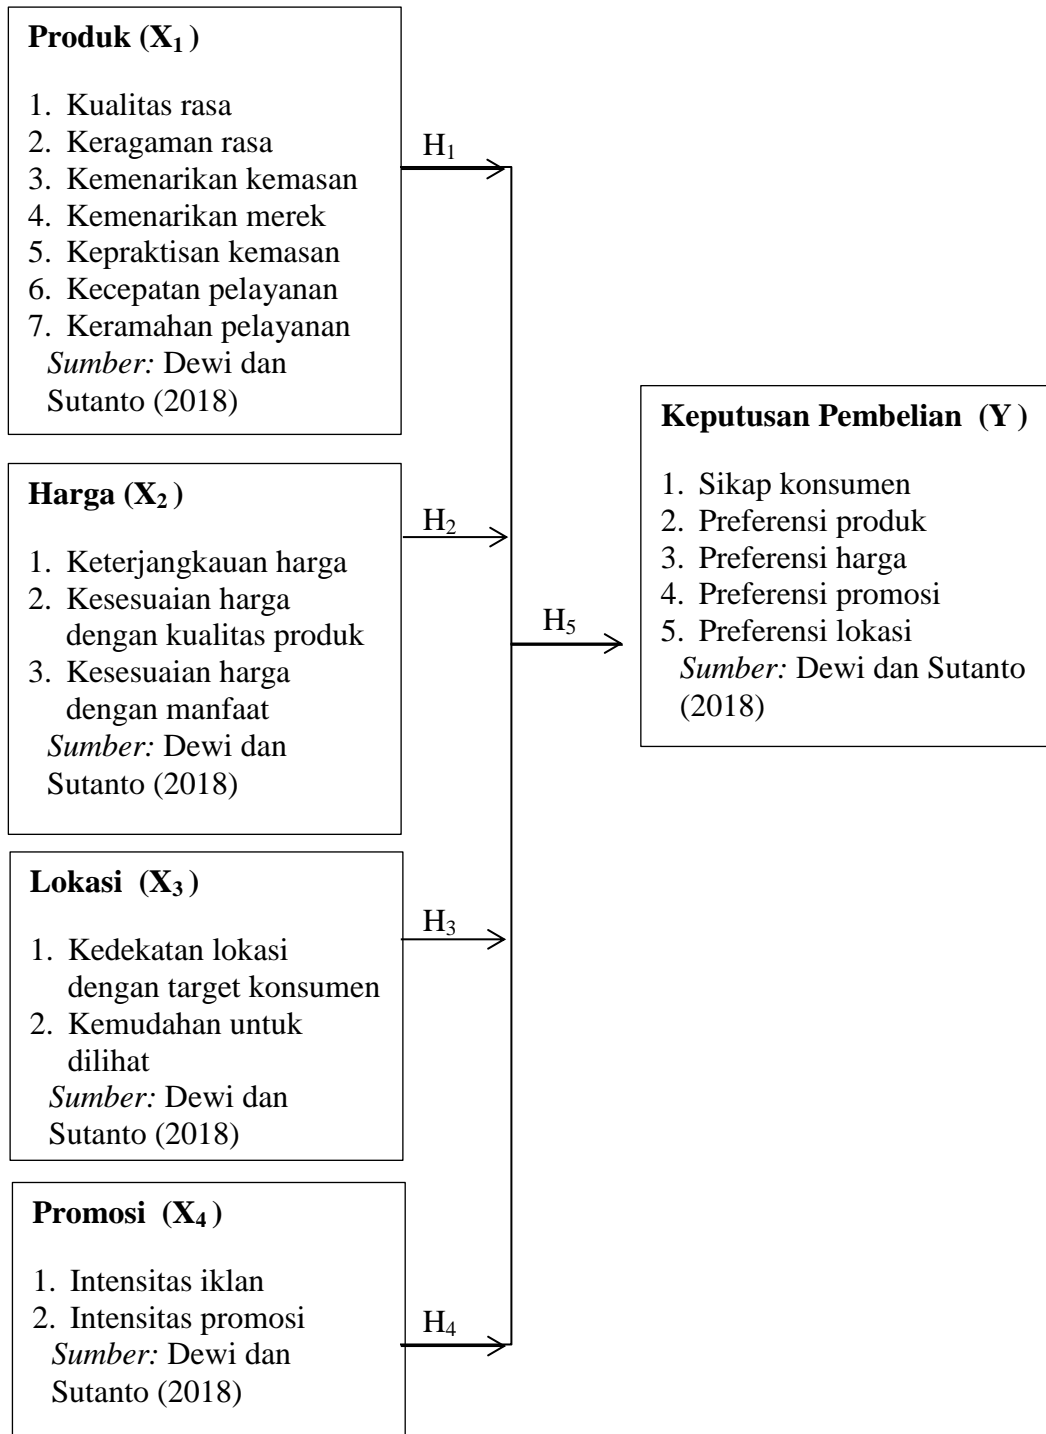 Produk (X₁)
1. Kualitas rasa
2. Keragaman rasa
3. Kemenarikan kemasan
4. Kemenarikan merek
5. Kepraktisan kemasan
6. Kecepatan pelayanan
7. Keramahan pelayanan
Sumber: Dewi dan
Sutanto (2018)
H₁
Harga (X₂)
1. Keterjangkauan harga
2. Kesesuaian harga
dengan kualitas produk
3. Kesesuaian harga
dengan manfaat
Sumber: Dewi dan
Sutanto (2018)
H₂
Lokasi (X₃)
1. Kedekatan lokasi
dengan target konsumen
2. Kemudahan untuk
dilihat
Sumber: Dewi dan
Sutanto (2018)
H₃
Promosi (X₄)
1. Intensitas iklan
2. Intensitas promosi
Sumber: Dewi dan
Sutanto (2018)
H₄
H₅
Keputusan Pembelian (Y)
1. Sikap konsumen
2. Preferensi produk
3. Preferensi harga
4. Preferensi promosi
5. Preferensi lokasi
Sumber: Dewi dan Sutanto
(2018)